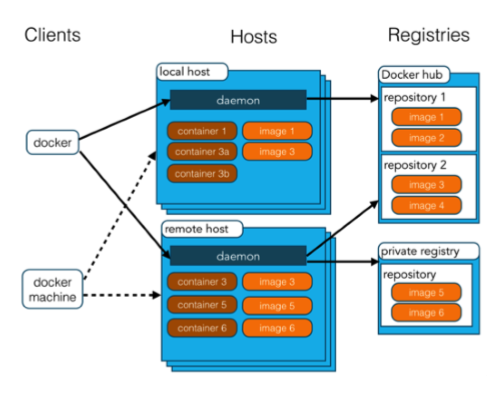 Clients
Hosts
Registries
docker
docker
machine
local host
daemon
container 1
image 1
container 3a
image 3
container 3b
remote host
daemon
container 3
image 3
container 5
image 5
container 6
image 6
Docker hub
repository 1
image 1
image 2
repository 2
image 3
image 4
private registry
repository
image 5
image 6